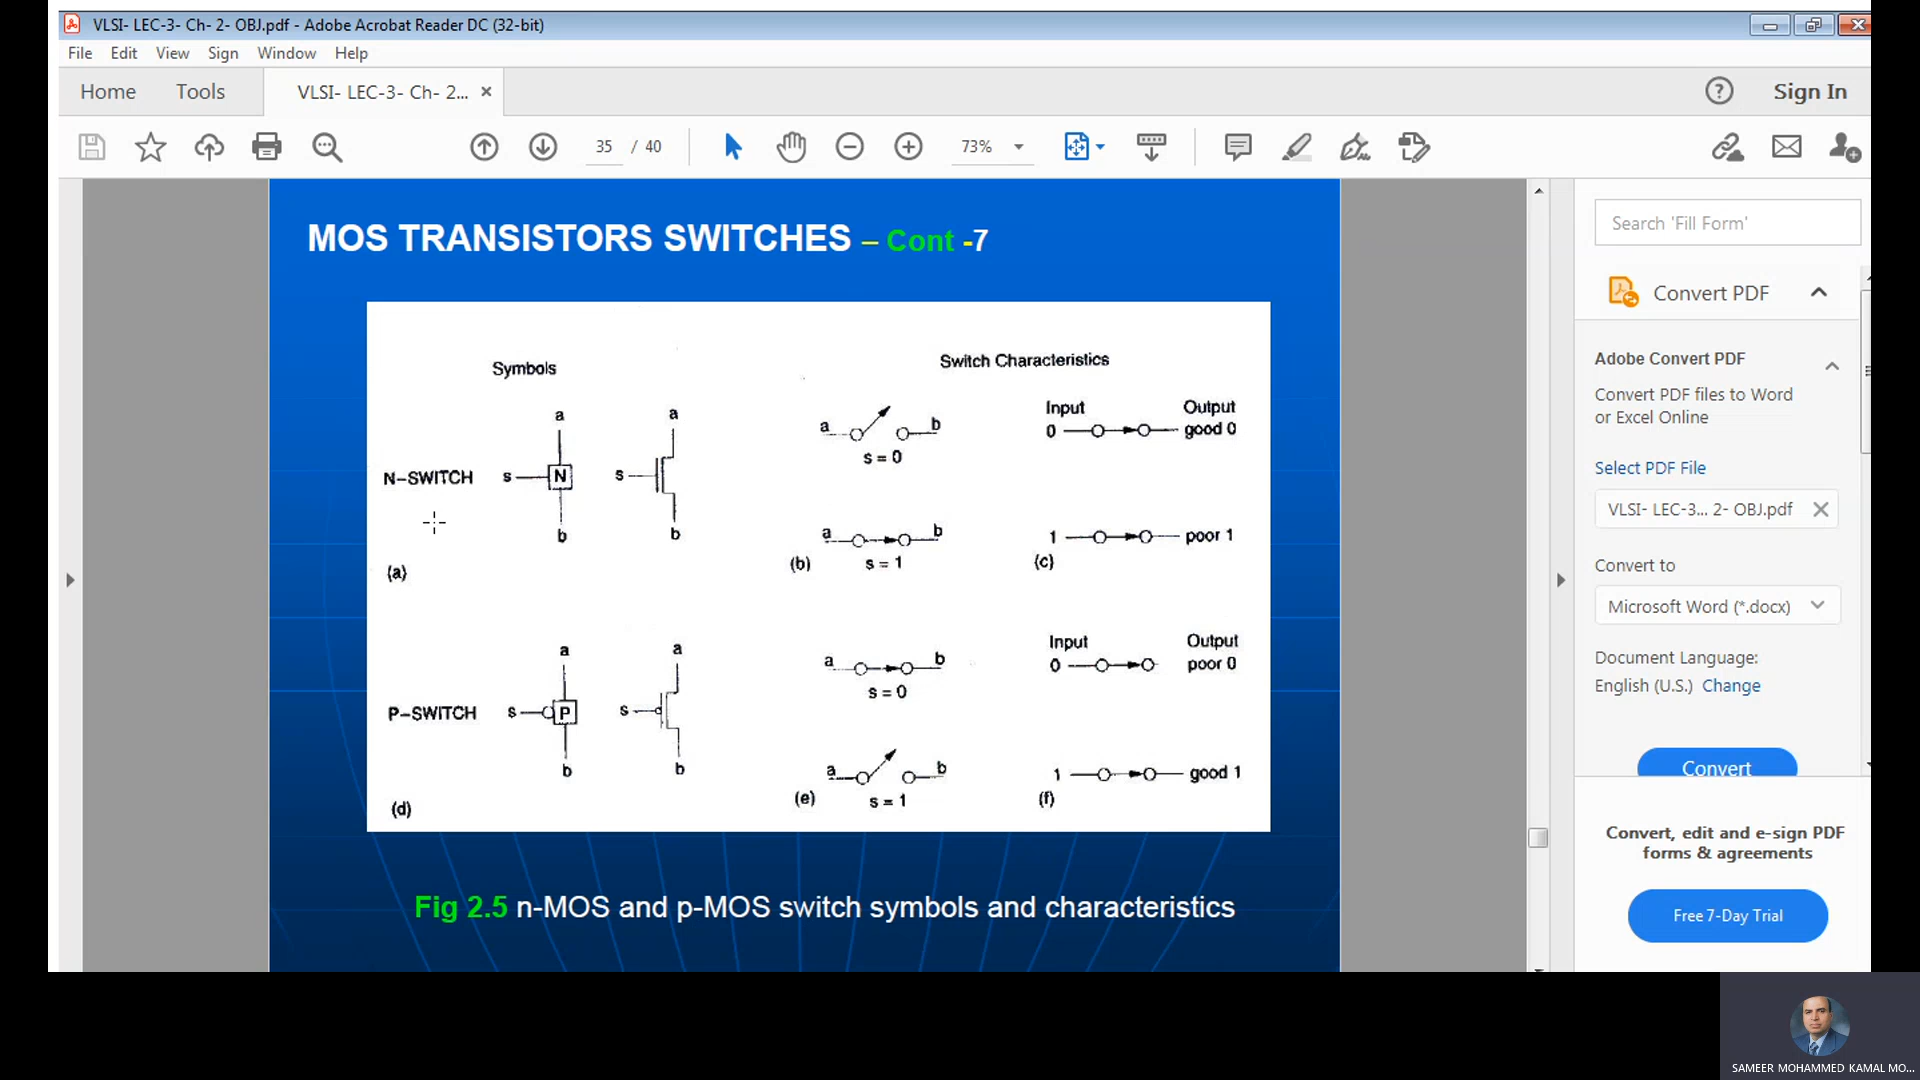 VLSI- LEC-3- Ch- 2- OBJ.pdf - Adobe Acrobat Reader DC (32-bit)
File Edit View Sign Window Help
Home Tools VLSI- LEC-3- Ch- 2... Sign In
35 / 40 73%
MOS TRANSISTORS SWITCHES – Cont -7
Symbols
Switch Characteristics
N-SWITCH
s N a b
s a b
(a)
a b
s = 0
a b
(b) s = 1
Input Output
0 good 0
1 poor 1
(c)
P-SWITCH
s P a b
s a b
(d)
a b
s = 0
a b
(e) s = 1
Input Output
0 poor 0
1 good 1
(f)
Fig 2.5 n-MOS and p-MOS switch symbols and characteristics
Search 'Fill Form'
Convert PDF
Adobe Convert PDF
Convert PDF files to Word
or Excel Online
Select PDF File
VLSI- LEC-3... 2- OBJ.pdf
Convert to
Microsoft Word (*.docx)
Document Language:
English (U.S.) Change
Convert
Convert, edit and e-sign PDF
forms & agreements
Free 7-Day Trial
SAMEER MOHAMMED KAMAL MO...